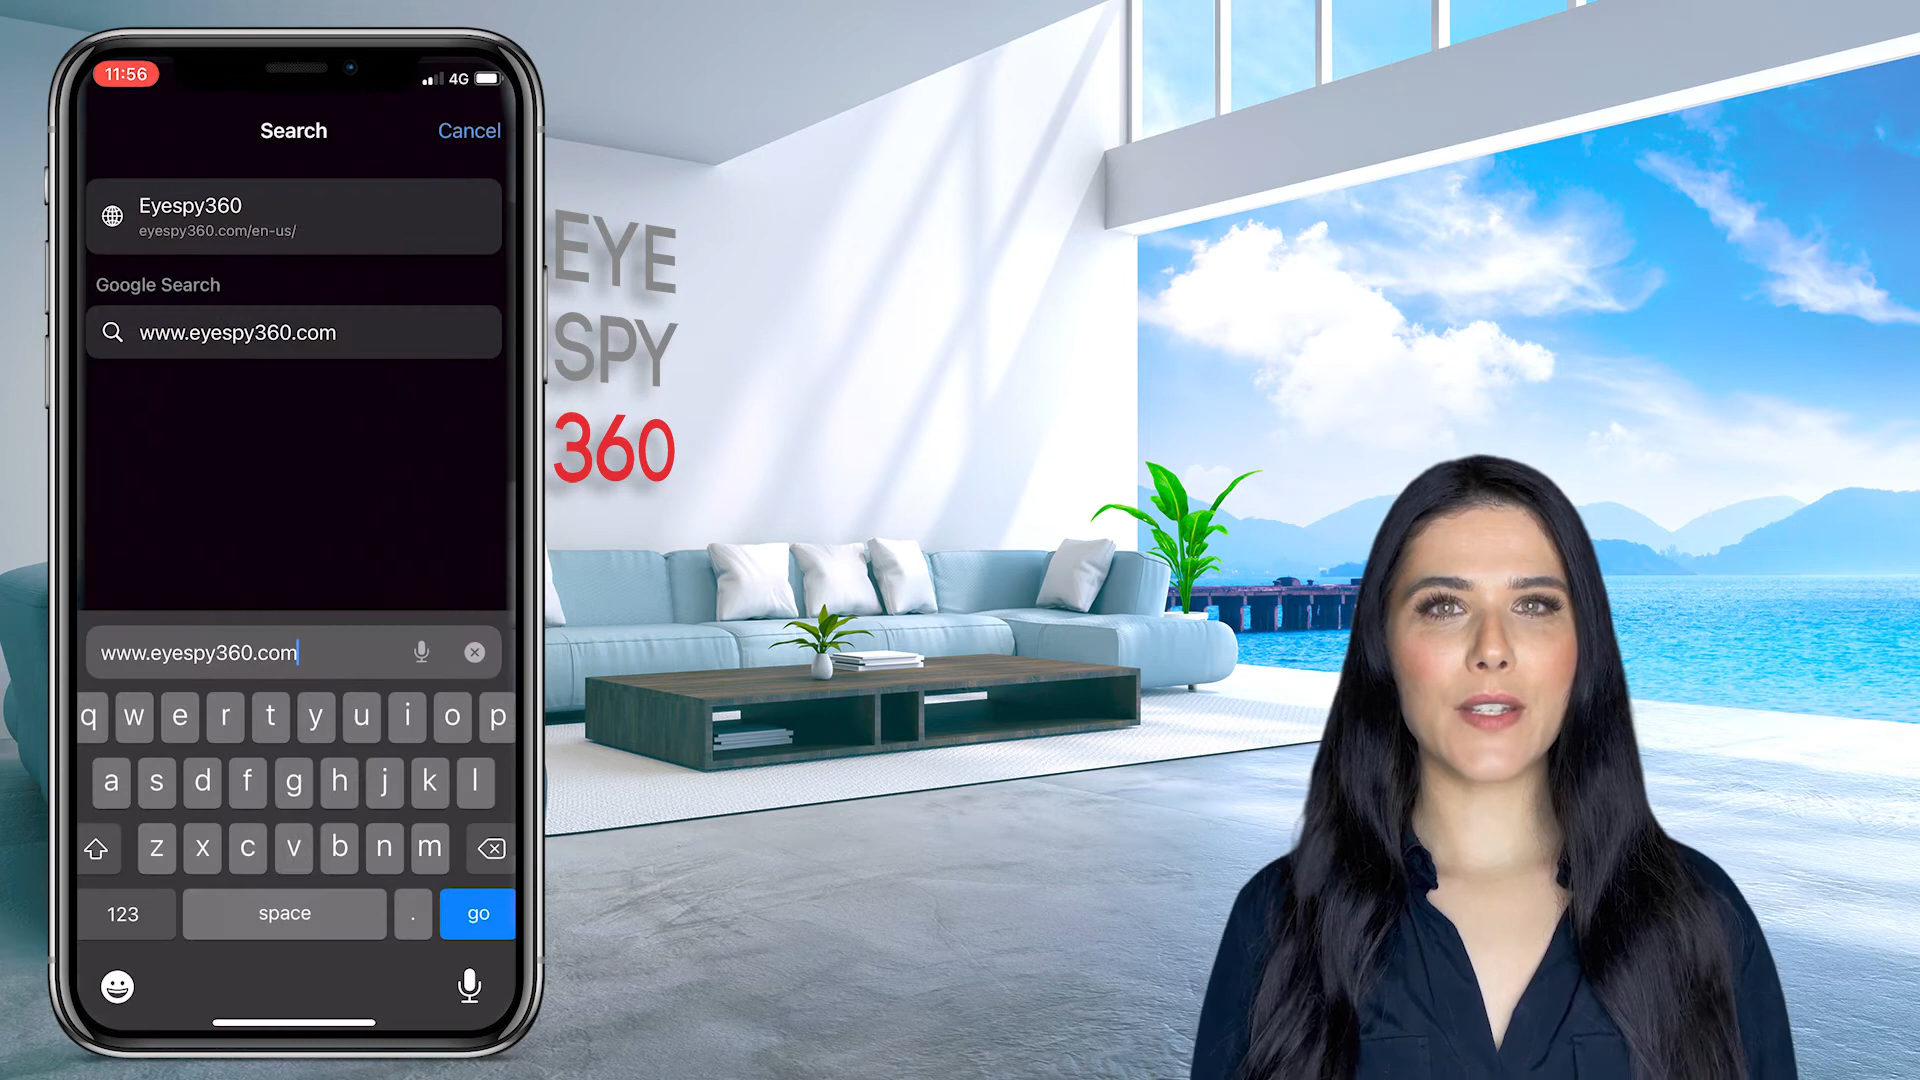 11:56
4G
Search
Cancel
Eyespy360
eyespy360.com/en-us/
Google Search
www.eyespy360.com
www.eyespy360.com
q w e r t y u i o p
a s d f g h j k l
z x c v b n m
123 space . go
EYE
SPY
360